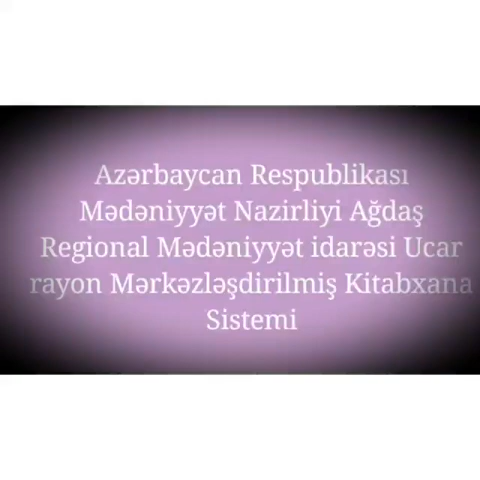 Azərbaycan Respublikası
Mədəniyyət Nazirliyi Ağdaş
Regional Mədəniyyət idarəsi Ucar
rayon Mərkəzləşdirilmiş Kitabxana
Sistemi